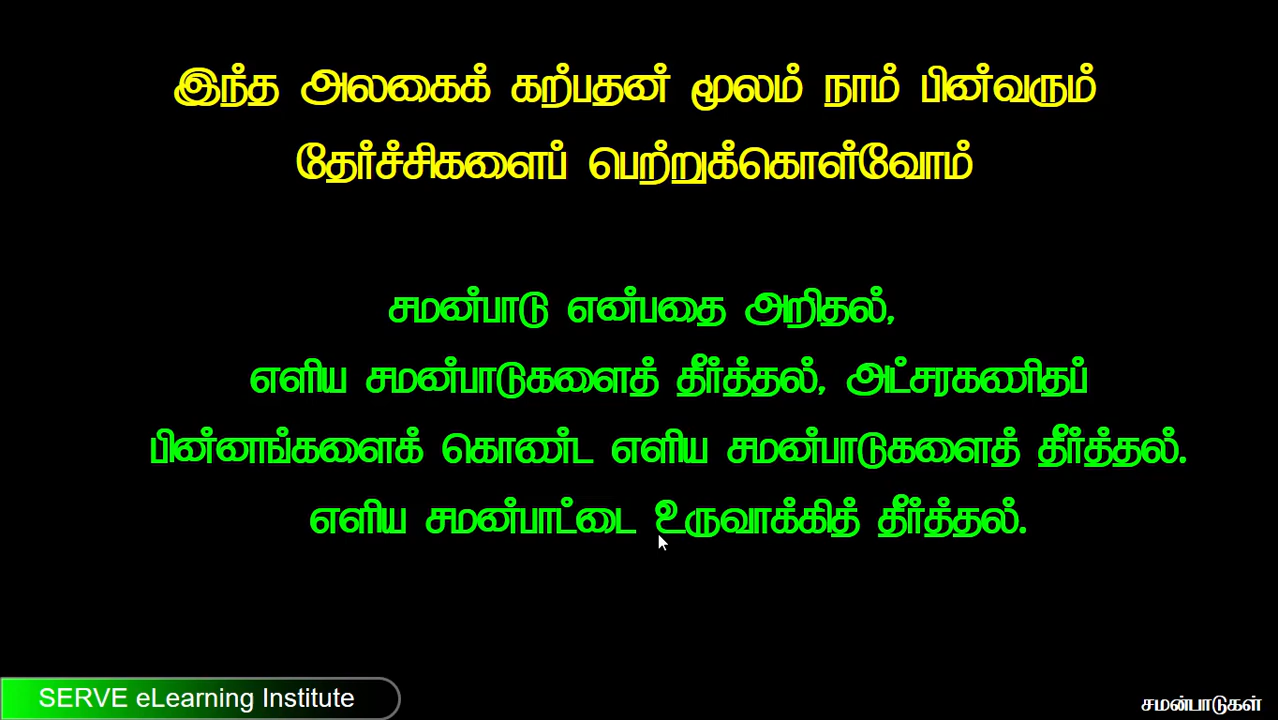 இந்த அலகைக் கற்பதன் மூலம் நாம் பின்வரும்
தேர்ச்சிகளைப் பெற்றுக்கொள்வோம்
சமன்பாடு என்பதை அறிதல்,
எளிய சமன்பாடுகளைத் தீர்த்தல், அட்சரகணிதப்
பின்னங்களைக் கொண்ட எளிய சமன்பாடுகளைத் தீர்த்தல்.
எளிய சமன்பாட்டை உருவாக்கித் தீர்த்தல்.
SERVE eLearning Institute
சமன்பாடுகள்